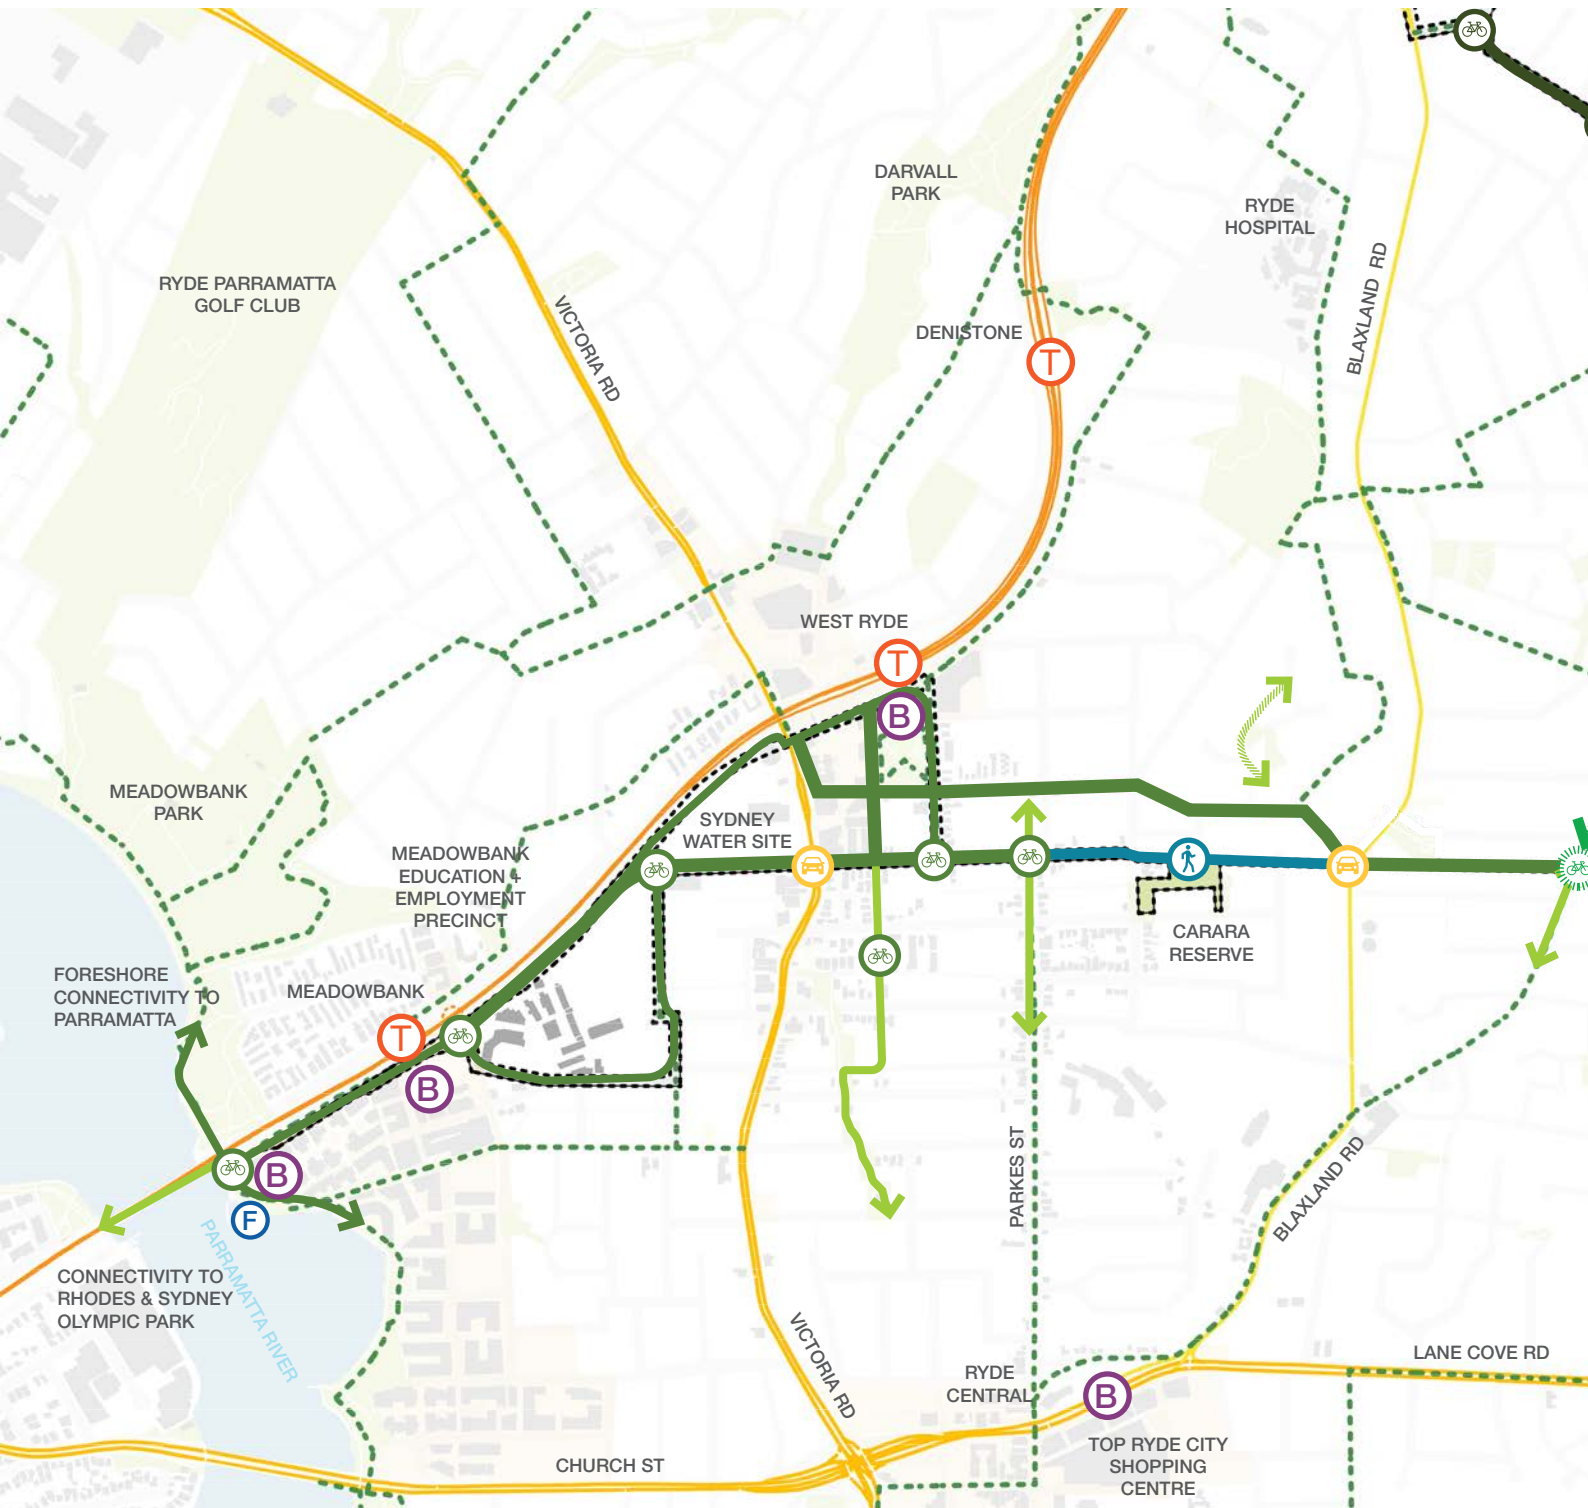 DARVALL
PARK
RYDE
HOSPITAL
RYDE PARRAMATTA
GOLF CLUB
BLAXLAND RD
VICTORIA RD
DENISTONE
T
WEST RYDE
T
B
MEADOWBANK
PARK
SYDNEY
WATER SITE
MEADOWBANK
EDUCATION +
EMPLOYMENT
PRECINCT
CARARA
RESERVE
FORESHORE
CONNECTIVITY TO
PARRAMATTA
MEADOWBANK
T
B
B
F
PARKES ST
BLAXLAND RD
PARRAMATTA RIVER
CONNECTIVITY TO
RHODES & SYDNEY
OLYMPIC PARK
VICTORIA RD
LANE COVE RD
RYDE
CENTRAL
B
TOP RYDE CITY
SHOPPING
CENTRE
CHURCH ST